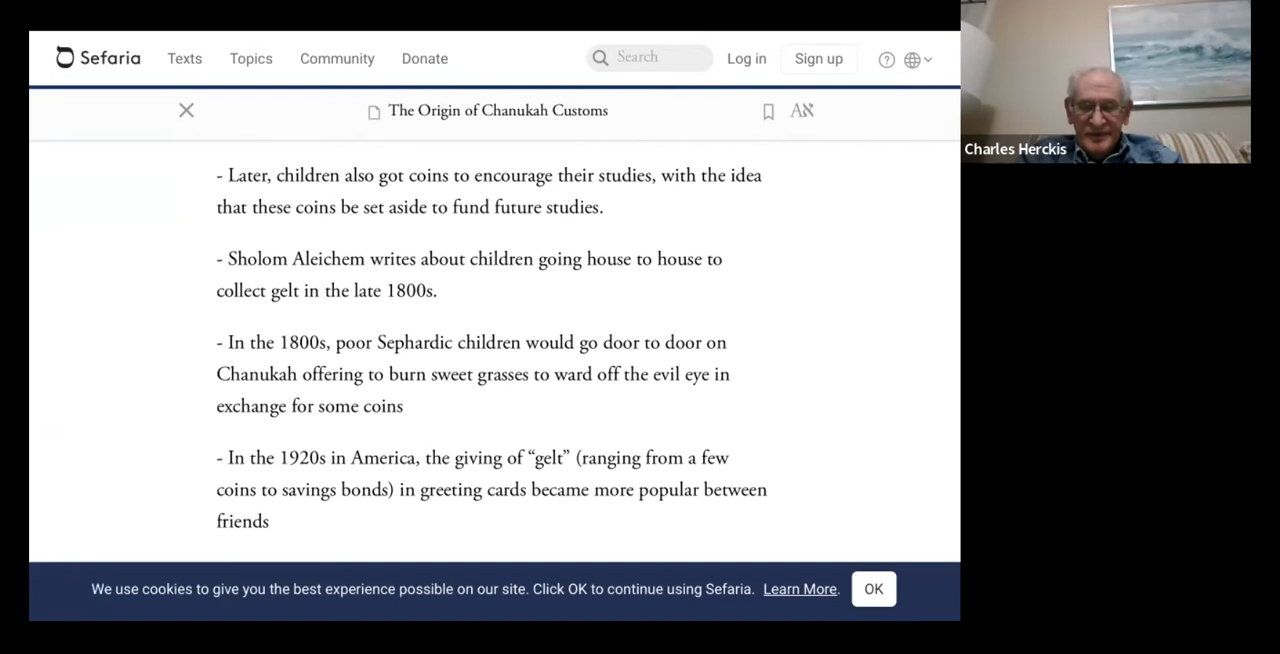 Sefaria Texts Topics Community Donate Search Log in Sign up
The Origin of Chanukah Customs Aא
- Later, children also got coins to encourage their studies, with the idea
that these coins be set aside to fund future studies.
- Sholom Aleichem writes about children going house to house to
collect gelt in the late 1800s.
- In the 1800s, poor Sephardic children would go door to door on
Chanukah offering to burn sweet grasses to ward off the evil eye in
exchange for some coins
- In the 1920s in America, the giving of “gelt” (ranging from a few
coins to savings bonds) in greeting cards became more popular between
friends
We use cookies to give you the best experience possible on our site. Click OK to continue using Sefaria. Learn More. OK
Charles Herckis